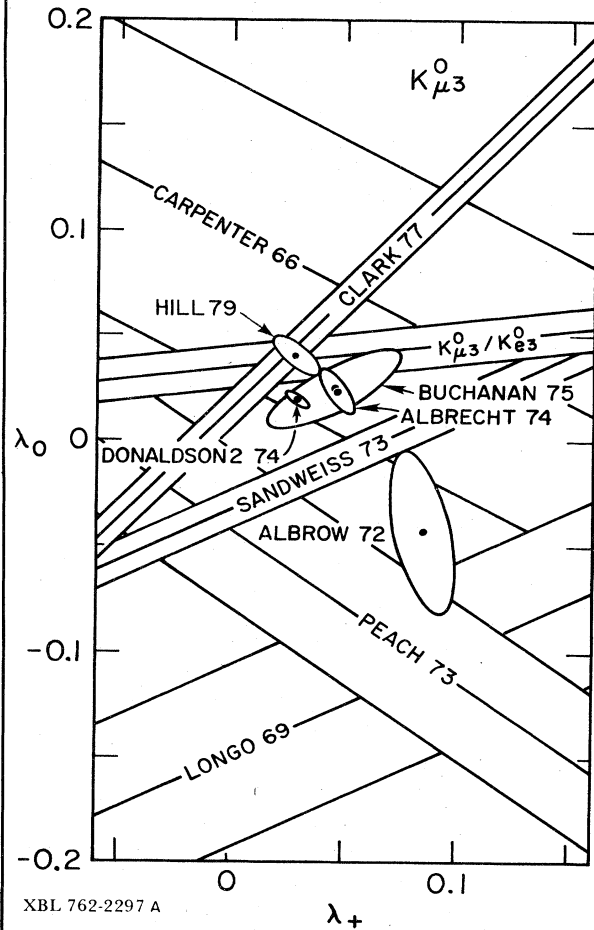 0.2
K⁰μ3
CARPENTER 66
0.1
CLARK 77
HILL 79
K⁰μ3/K⁰e3
BUCHANAN 75
ALBRECHT 74
λ₀
0
DONALDSON2 74
SANDWEISS 73
ALBROW 72
-0.1
PEACH 73
LONGO 69
-0.2
0
0.1
XBL 762-2297 A
λ+